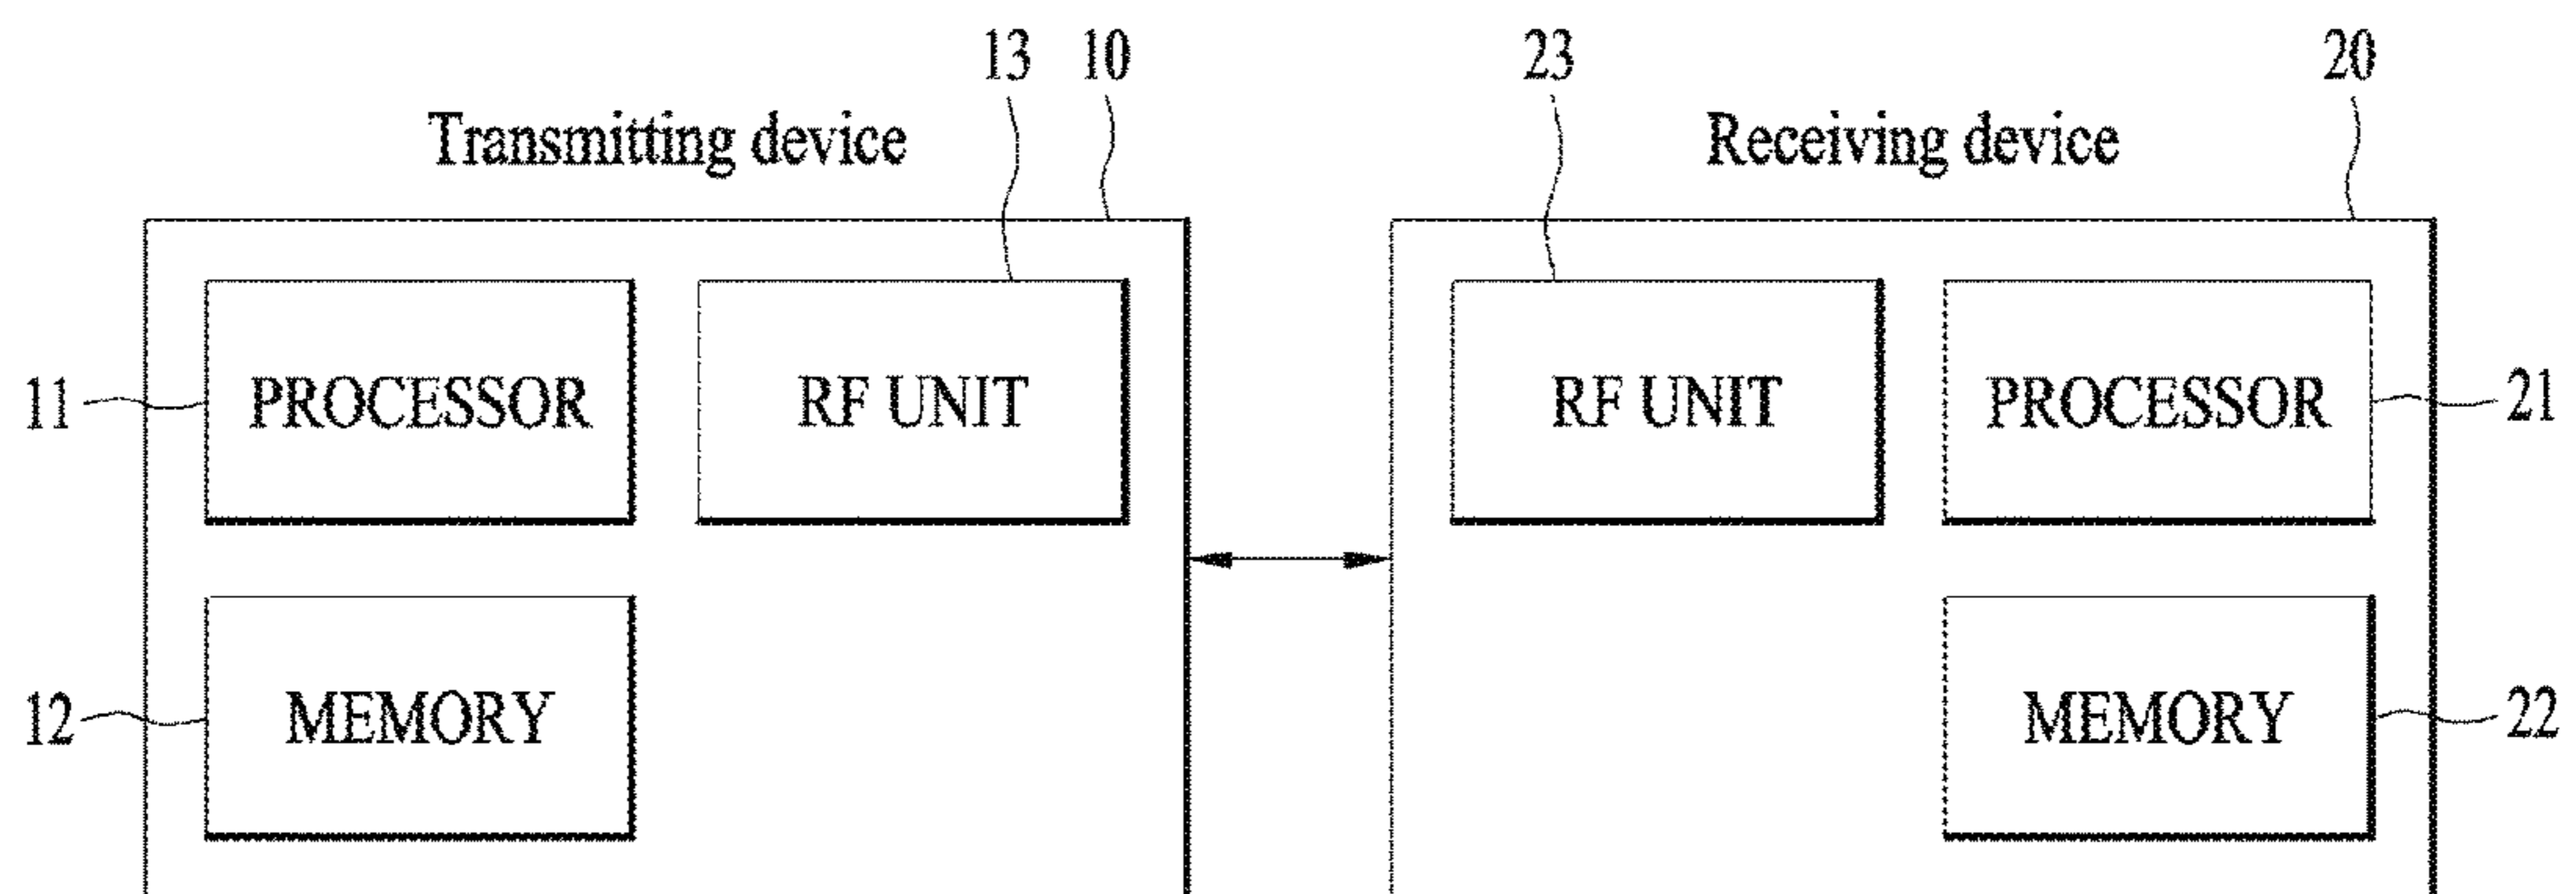 13 10 23 20
Transmitting device Receiving device
11 PROCESSOR RF UNIT RF UNIT PROCESSOR 21
12 MEMORY MEMORY 22